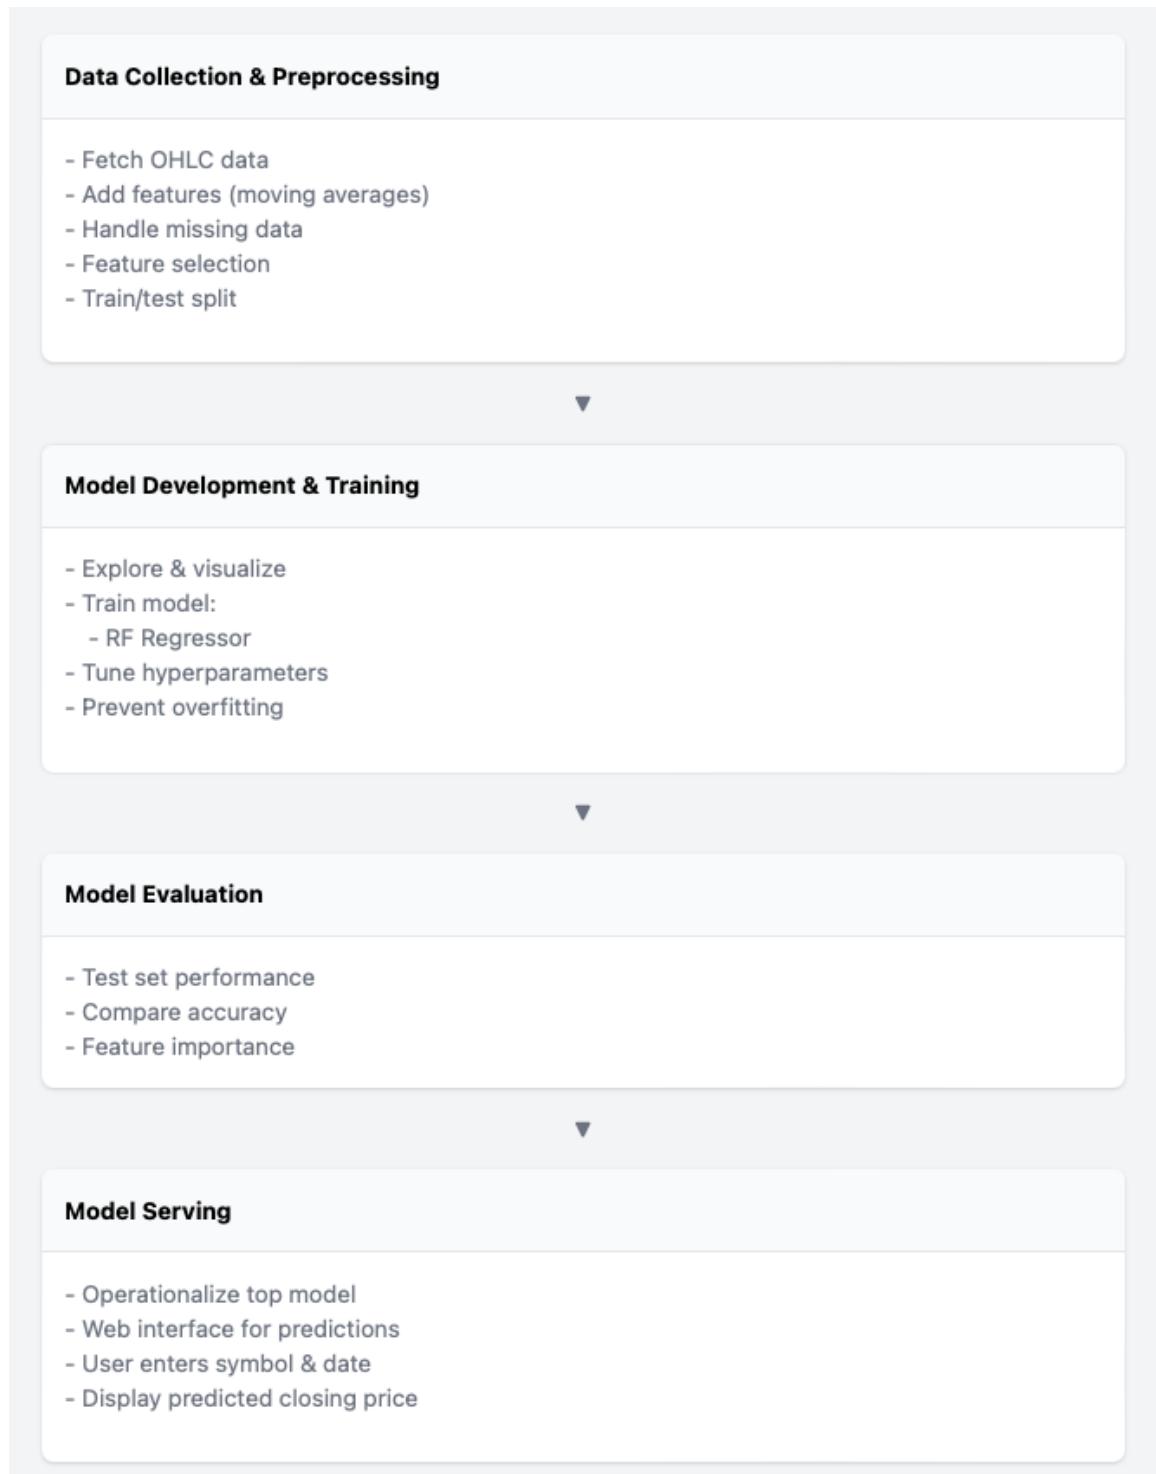 Data Collection & Preprocessing
- Fetch OHLC data
- Add features (moving averages)
- Handle missing data
- Feature selection
- Train/test split
Model Development & Training
- Explore & visualize
- Train model:
- RF Regressor
- Tune hyperparameters
- Prevent overfitting
Model Evaluation
- Test set performance
- Compare accuracy
- Feature importance
Model Serving
- Operationalize top model
- Web interface for predictions
- User enters symbol & date
- Display predicted closing price